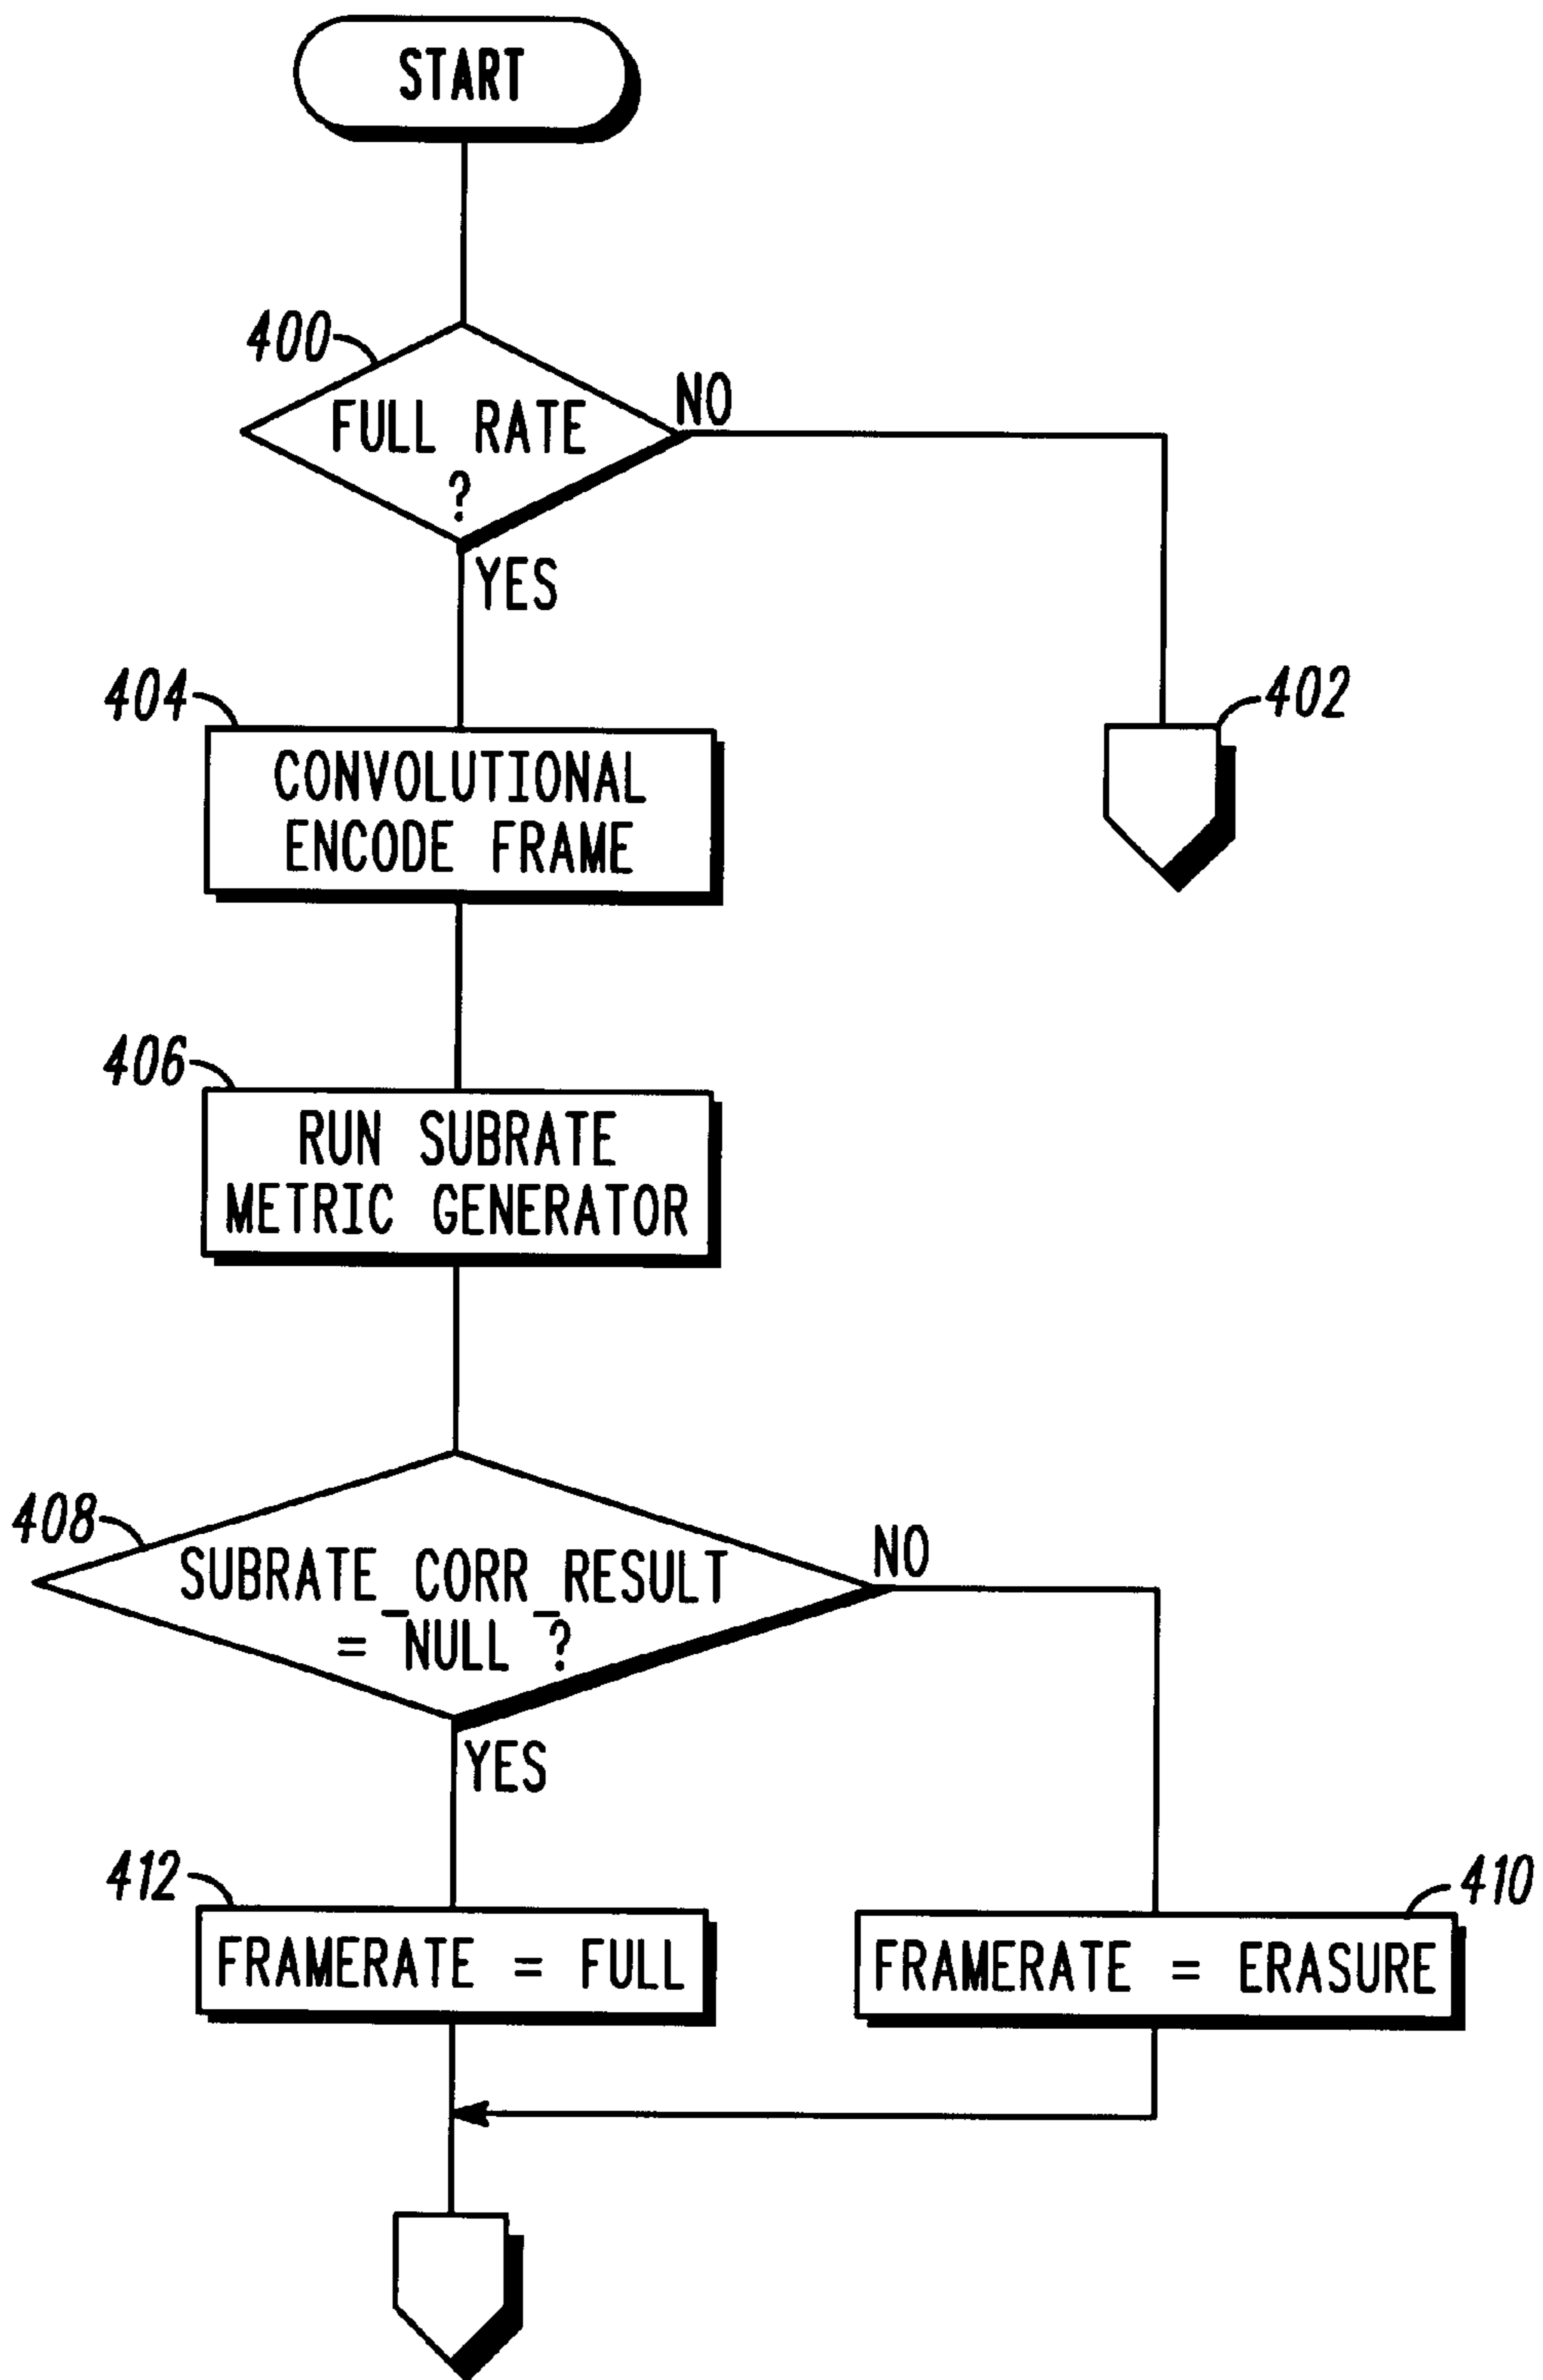 START
400
FULL RATE
?
NO
YES
404
CONVOLUTIONAL
ENCODE FRAME
402
406
RUN SUBRATE
METRIC GENERATOR
408
SUBRATE_CORR_RESULT
= NULL ?
NO
YES
412
FRAMERATE = FULL
410
FRAMERATE = ERASURE